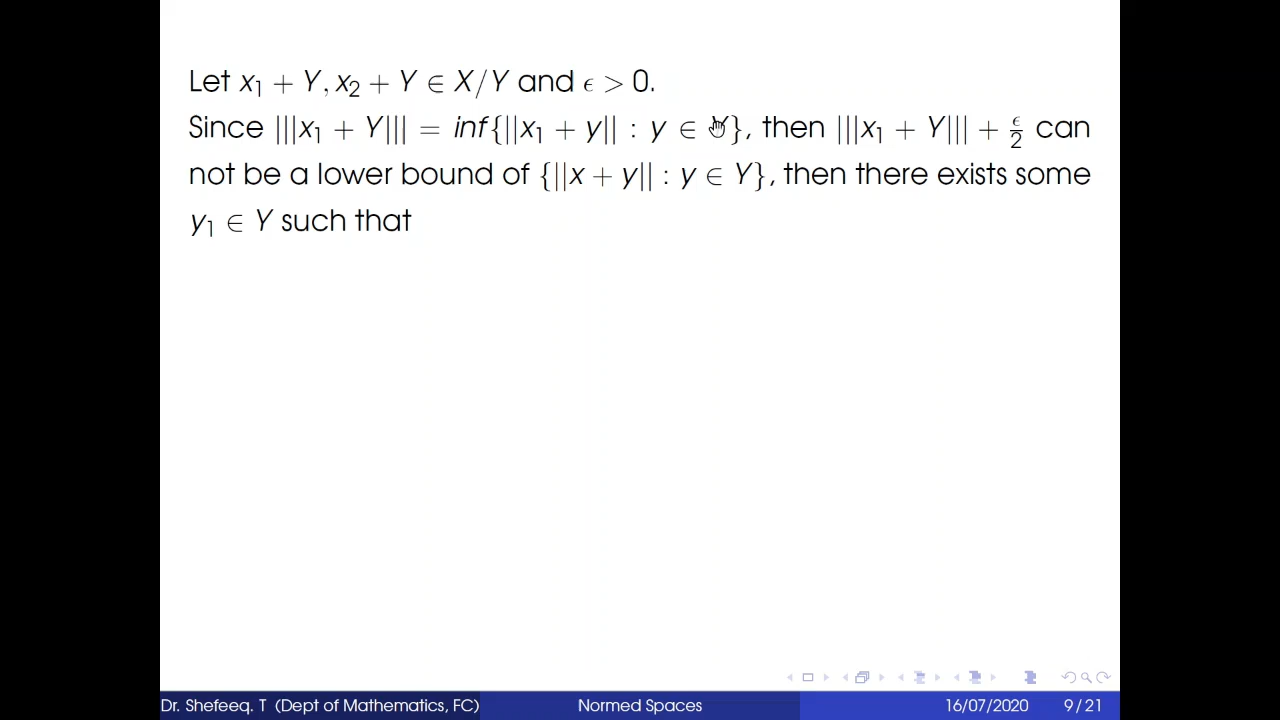 Let x₁ + Y, x₂ + Y ∈ X/Y and ϵ > 0.
Since |||x₁ + Y||| = inf{||x₁ + y|| : y ∈ Y}, then |||x₁ + Y||| + ϵ/2 can
not be a lower bound of {||x + y|| : y ∈ Y}, then there exists some
y₁ ∈ Y such that
Dr. Shefeeq. T (Dept of Mathematics, FC) Normed Spaces 16/07/2020 9 / 21